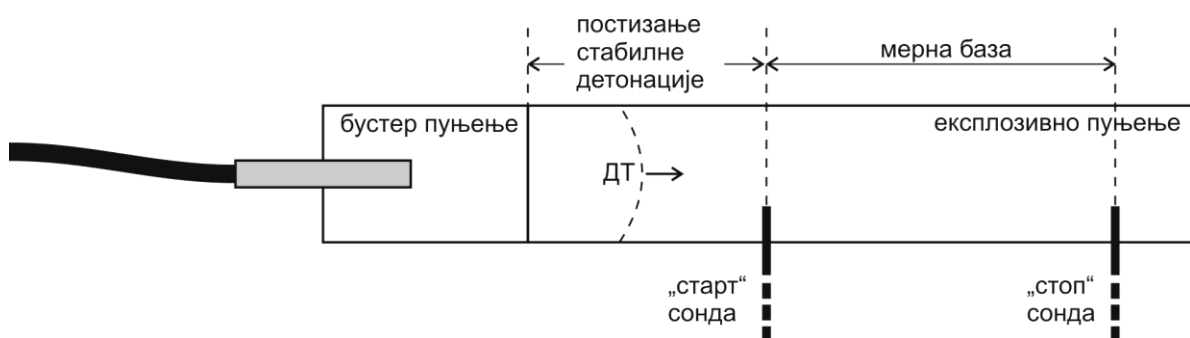 постизање
стабилне
детонације
мерна база
бустер пуњење
експлозивно пуњење
ДТ
„старт“
сонда
„стоп“
сонда